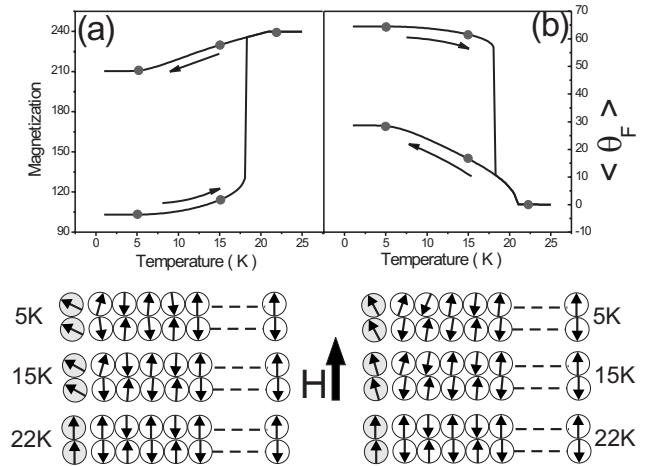 (a)
(b)
Magnetization
240
210
180
150
120
90
0
5
10
15
20
25
Temperature ( K )
0
5
10
15
20
25
Temperature ( K )
70
60
50
40
30
20
10
0
-10
< θF >
5K
15K
22K
H
5K
15K
22K